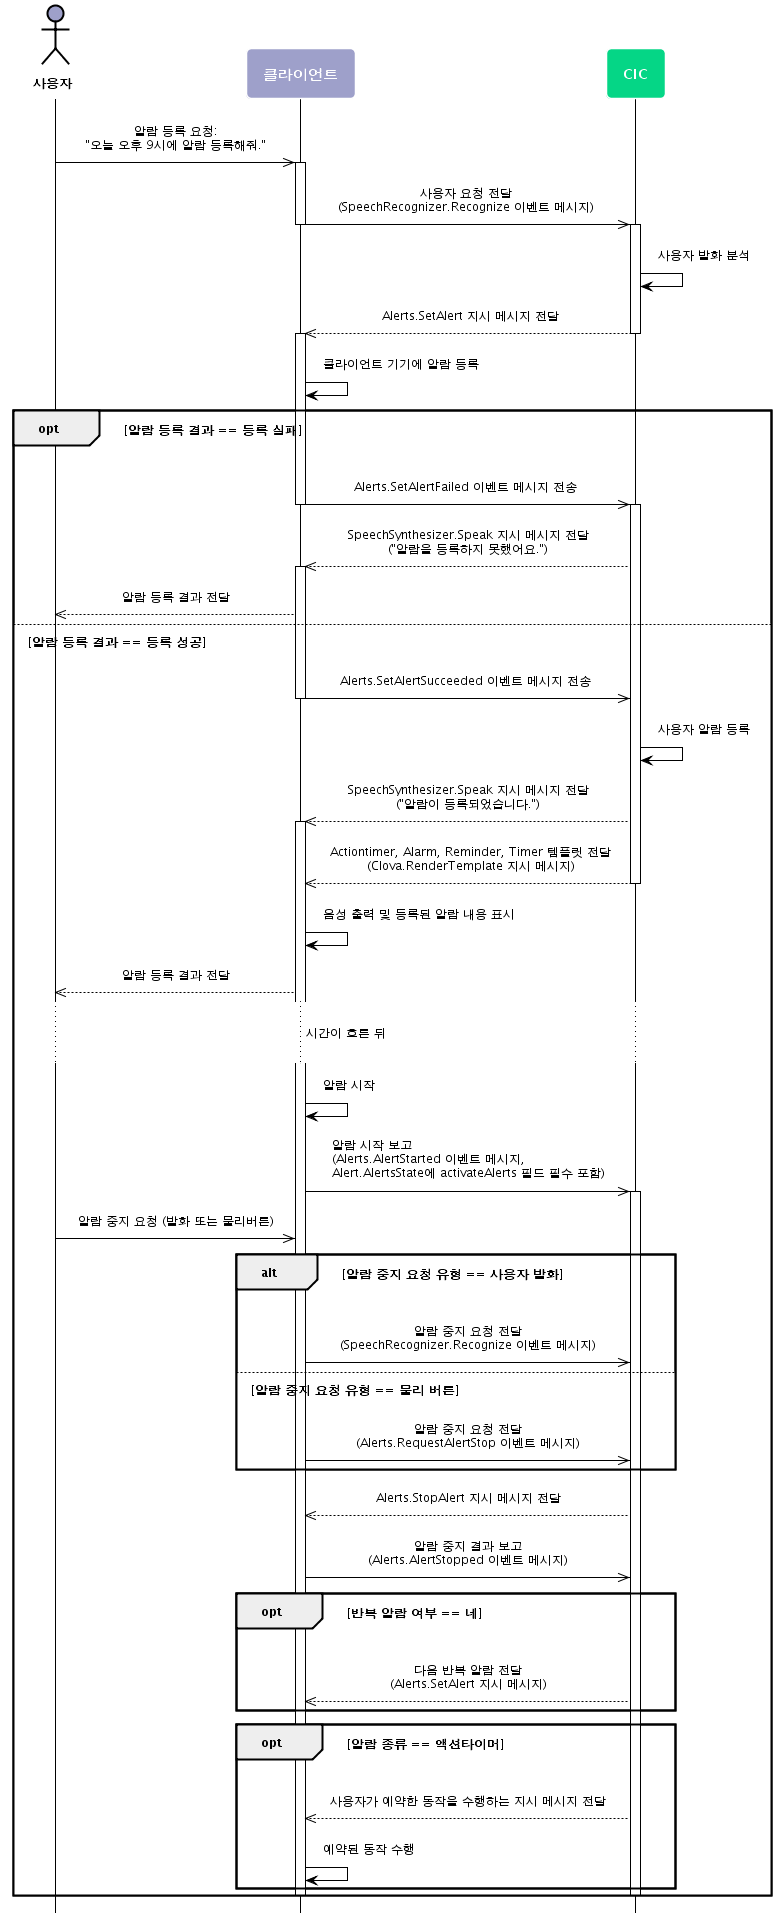 사용자
클라이언트
CIC
알람 등록 요청:
"오늘 오후 9시에 알람 등록해줘."
사용자 요청 전달
(SpeechRecognizer.Recognize 이벤트 메시지)
사용자 발화 분석
Alerts.SetAlert 지시 메시지 전달
클라이언트 기기에 알람 등록
opt
[알람 등록 결과 == 등록 실패]
Alerts.SetAlertFailed 이벤트 메시지 전송
SpeechSynthesizer.Speak 지시 메시지 전달
("알람을 등록하지 못했어요.")
알람 등록 결과 전달
[알람 등록 결과 == 등록 성공]
Alerts.SetAlertSucceeded 이벤트 메시지 전송
사용자 알람 등록
SpeechSynthesizer.Speak 지시 메시지 전달
("알람이 등록되었습니다.")
Actiontimer, Alarm, Reminder, Timer 템플릿 전달
(Clova.RenderTemplate 지시 메시지)
음성 출력 및 등록된 알람 내용 표시
알람 등록 결과 전달
시간이 흐른 뒤
알람 시작
알람 시작 보고
(Alerts.AlertStarted 이벤트 메시지,
Alert.AlertsState에 activateAlerts 필드 필수 포함)
알람 중지 요청 (발화 또는 물리버튼)
alt
[알람 중지 요청 유형 == 사용자 발화]
알람 중지 요청 전달
(SpeechRecognizer.Recognize 이벤트 메시지)
[알람 중지 요청 유형 == 물리 버튼]
알람 중지 요청 전달
(Alerts.RequestAlertStop 이벤트 메시지)
Alerts.StopAlert 지시 메시지 전달
알람 중지 결과 보고
(Alerts.AlertStopped 이벤트 메시지)
opt
[반복 알람 여부 == 네]
다음 반복 알람 전달
(Alerts.SetAlert 지시 메시지)
opt
[알람 종류 == 액션타이머]
사용자가 예약한 동작을 수행하는 지시 메시지 전달
예약된 동작 수행